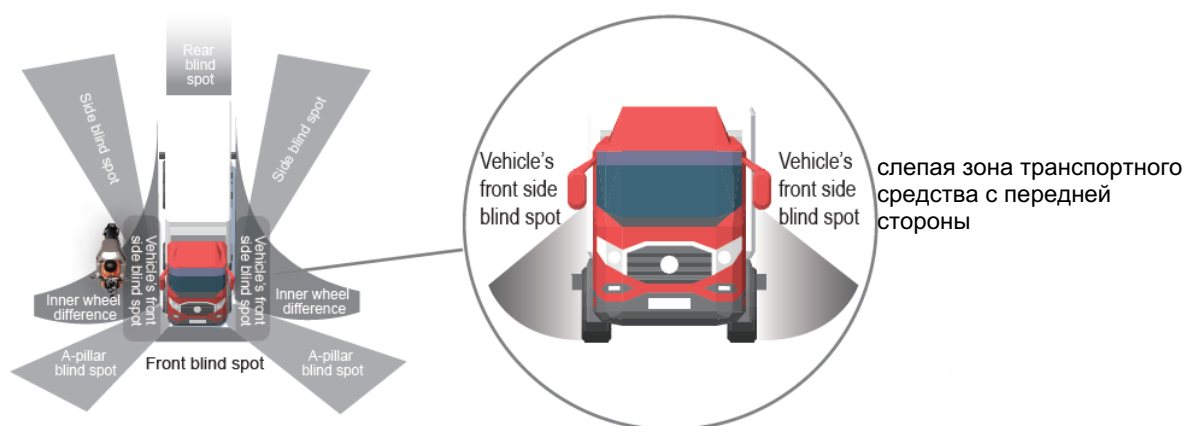 Rear
blind
spot
Side blind spot
Side blind spot
Vehicle's front
side blind spot
Vehicle's front
side blind spot
Inner wheel
difference
Inner wheel
difference
A-pillar
blind spot
Front blind spot
A-pillar
blind spot
Vehicle's
front side
blind spot
Vehicle's
front side
blind spot
слепая зона транспортного
средства с передней
стороны